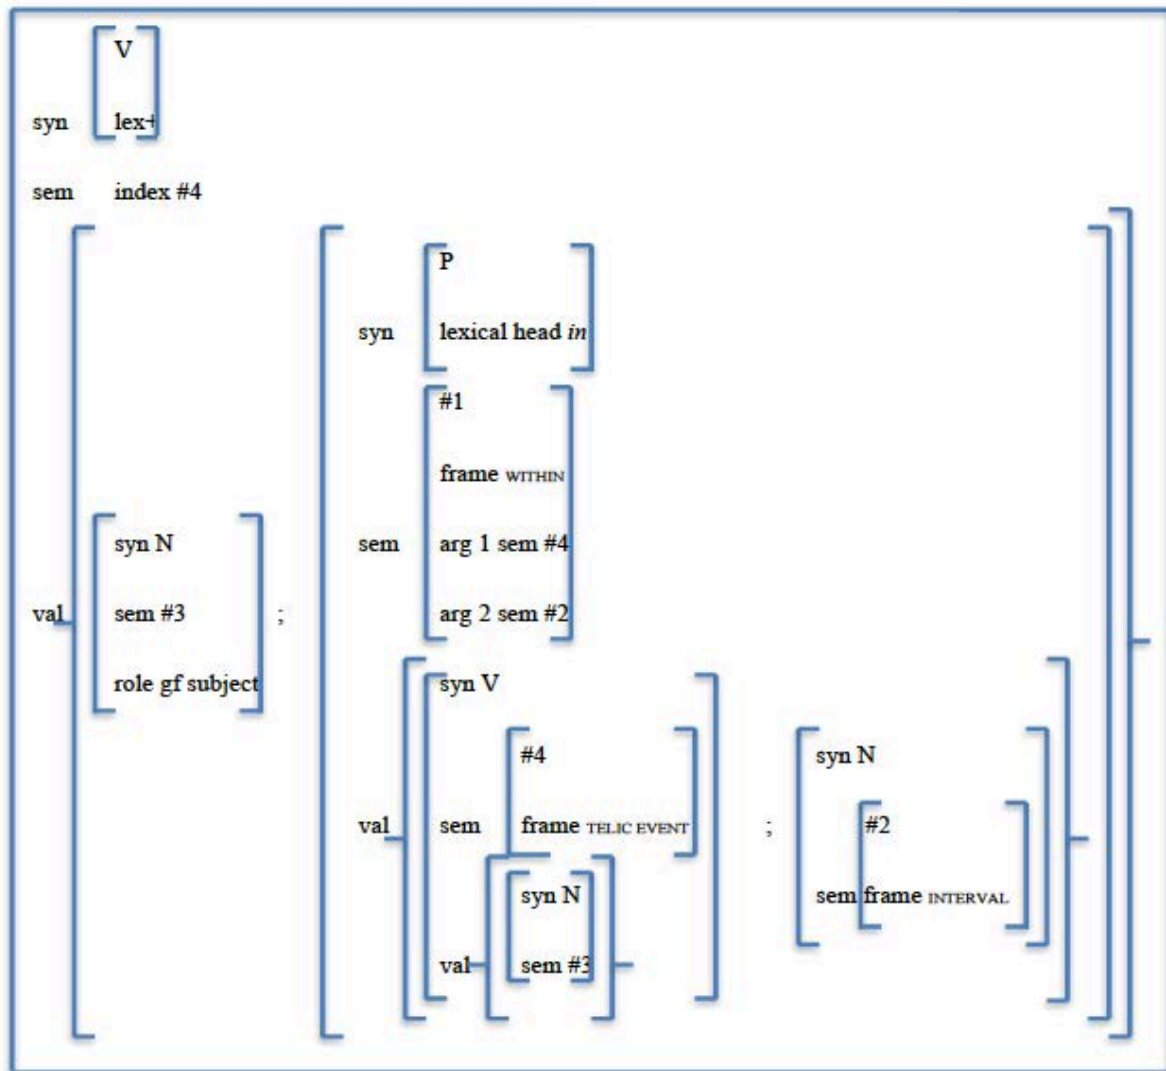 V
syn lex+
sem index #4
P
syn lexical head in
#1
frame WITHIN
syn N sem arg 1 sem #4
val sem #3 ; arg 2 sem #2
role gf subject syn V
#4 syn N
val sem frame TELIC EVENT ; #2
syn N sem frame INTERVAL
val sem #3